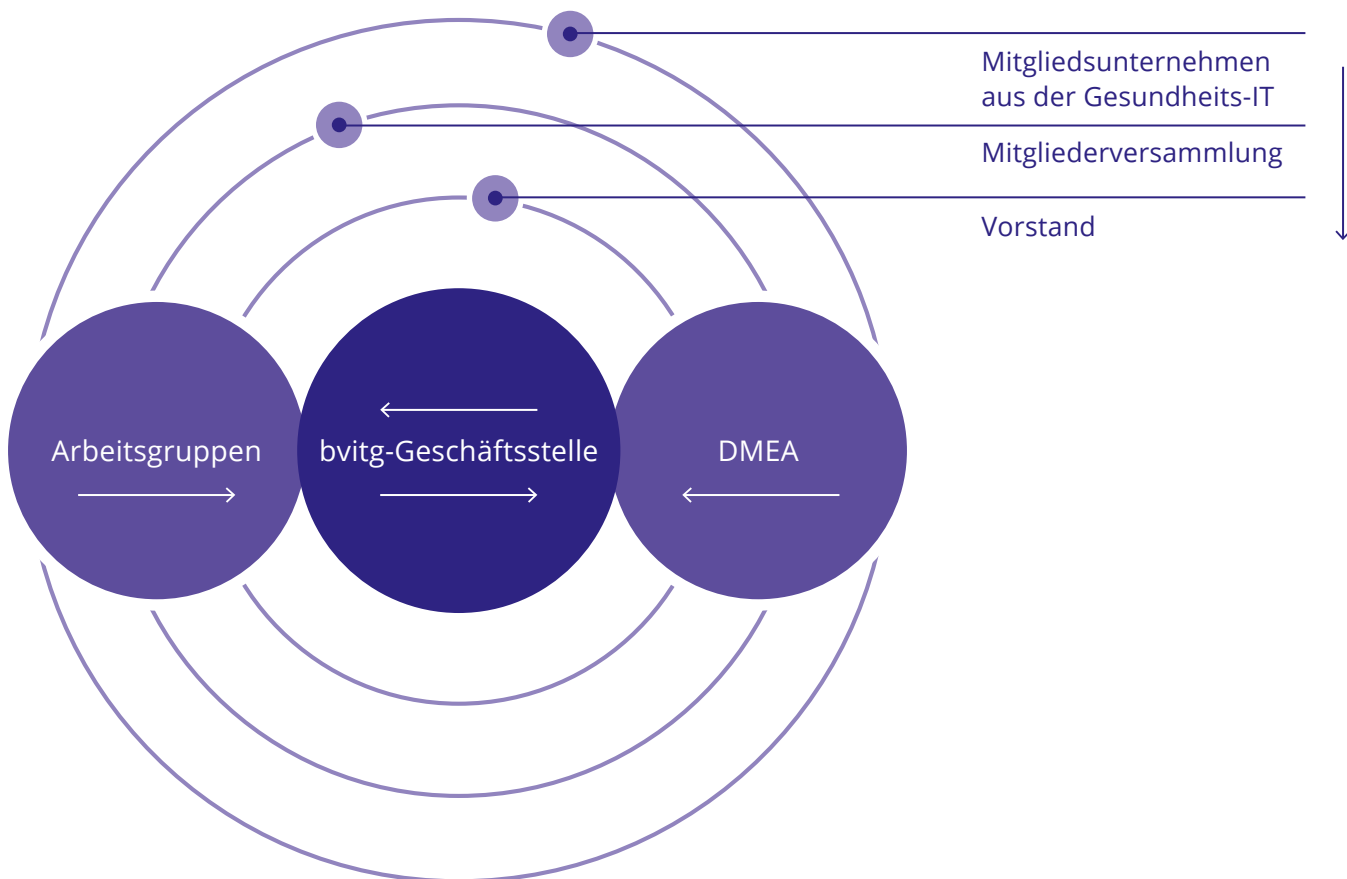 Mitgliedsunternehmen
aus der Gesundheits-IT
Mitgliederversammlung
Vorstand
Arbeitsgruppen
bvitg-Geschäftsstelle
DMEA